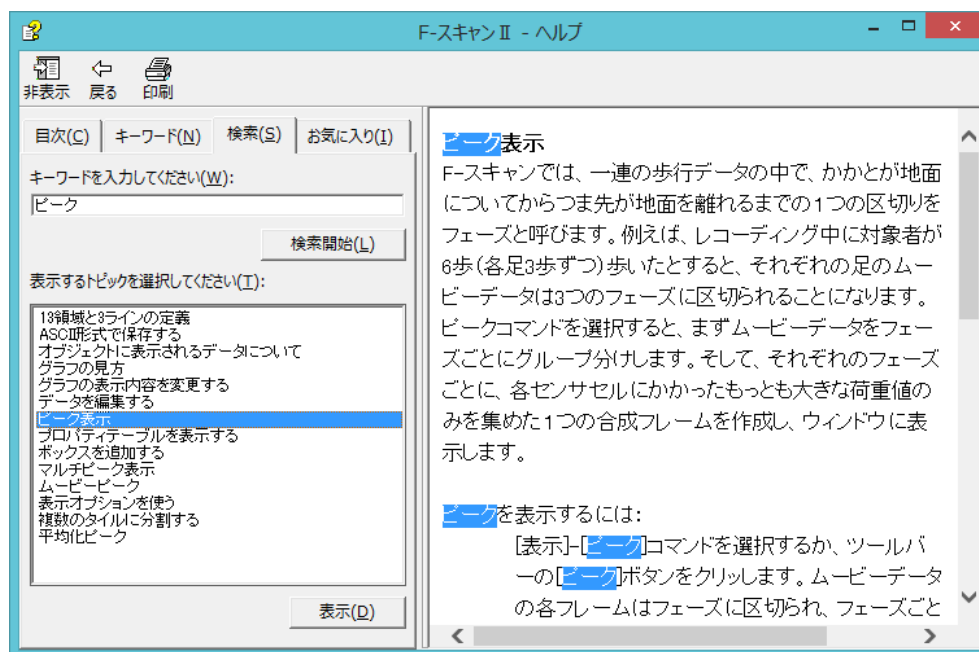 F-スキャンⅡ - ヘルプ
非表示 戻る 印刷
目次(C) キーワード(N) 検索(S) お気に入り(I)
キーワードを入力してください(W):
ピーク
検索開始(L)
表示するトピックを選択してください(T):
13領域と3ラインの定義
ASCII形式で保存する
オブジェクトに表示されるデータについて
グラフの見方
グラフの表示内容を変更する
データを編集する
ピーク表示
プロパティテーブルを表示する
ボックスを追加する
マルチピーク表示
ムービーピーク
表示オプションを使う
複数のタイルに分割する
平均化ピーク
表示(D)
ピーク表示
F-スキャンでは、一連の歩行データの中で、かかとが地面
についてからつま先が地面を離れるまでの1つの区切りを
フェーズと呼びます。例えば、レコーディング中に対象者が
6歩(各足3歩ずつ)歩いたとすると、それぞれの足のムー
ビーデータは3つのフェーズに区切られることになります。
ピークコマンドを選択すると、まずムービーデータをフェー
ズごとにグループ分けします。そして、それぞれのフェーズ
ごとに、各センサセルにかかったもっとも大きな荷重値の
みを集めた1つの合成フレームを作成し、ウィンドウに表
示します。
ピークを表示するには:
[表示]-[ピーク]コマンドを選択するか、ツールバ
ーの[ピーク]ボタンをクリッします。ムービーデータ
の各フレームはフェーズに区切られ、フェーズごと